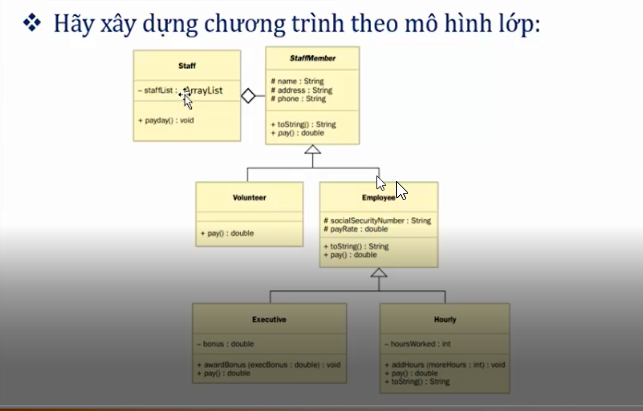 ❖ Hãy xây dựng chương trình theo mô hình lớp:
Staff
– staffList : ArrayList
+ payday() : void
StaffMember
# name : String
# address : String
# phone : String
+ toString() : String
+ pay() : double
Volunteer
+ pay() : double
Employee
# socialSecurityNumber : String
# payRate : double
+ toString() : String
+ pay() : double
Executive
– bonus : double
+ awardBonus (execBonus : double) : void
+ pay() : double
Hourly
– hoursWorked : int
+ addHours (moreHours : int) : void
+ pay() : double
+ toString() : String